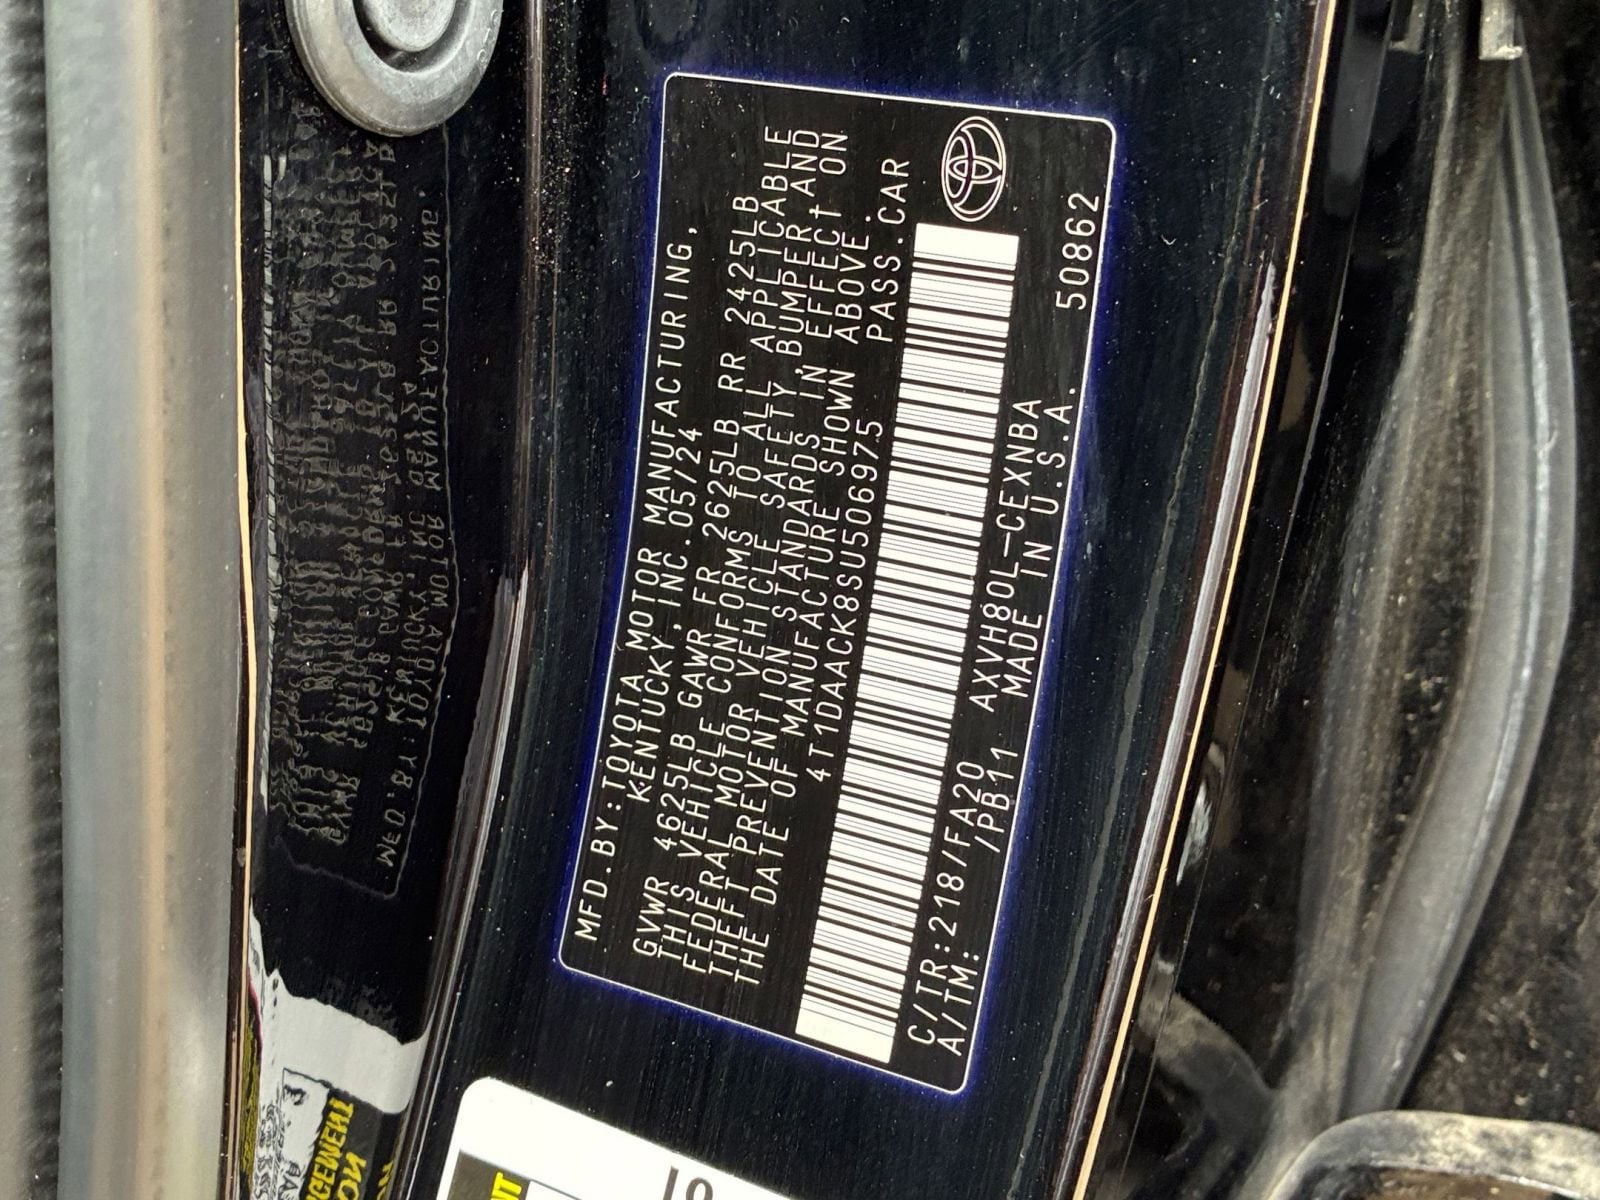 MFD.BY:TOYOTA MOTOR MANUFACTURING,
KENTUCKY,INC.05/24
GVWR 4625LB GAWR FR 2625LB RR 2425LB
THIS VEHICLE CONFORMS TO ALL APPLICABLE
FEDERAL MOTOR VEHICLE SAFETY,BUMPER,AND
THEFT PREVENTION STANDARDS IN EFFECT ON
THE DATE OF MANUFACTURE SHOWN ABOVE.
4T1DAACK8SU506975 PASS.CAR
C/TR:218/FA20 AXVH80L-CEXNBA
A/TM: /PB11 MADE IN U.S.A. 50862